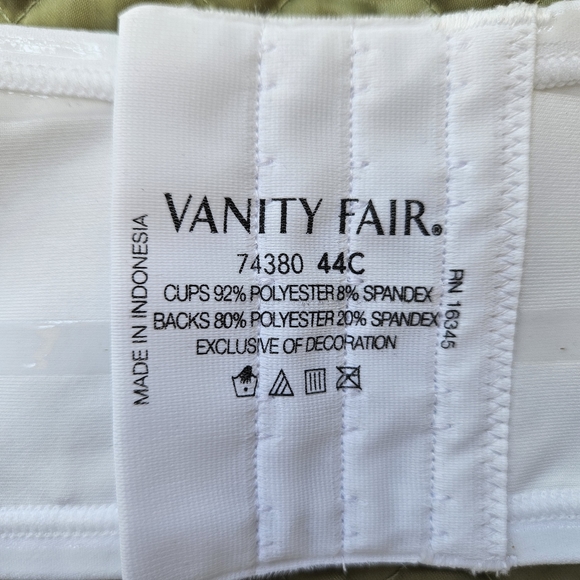 VANITY FAIR®
74380 44C
CUPS 92% POLYESTER 8% SPANDEX
BACKS 80% POLYESTER 20% SPANDEX
EXCLUSIVE OF DECORATION
MADE IN INDONESIA
RN 16345